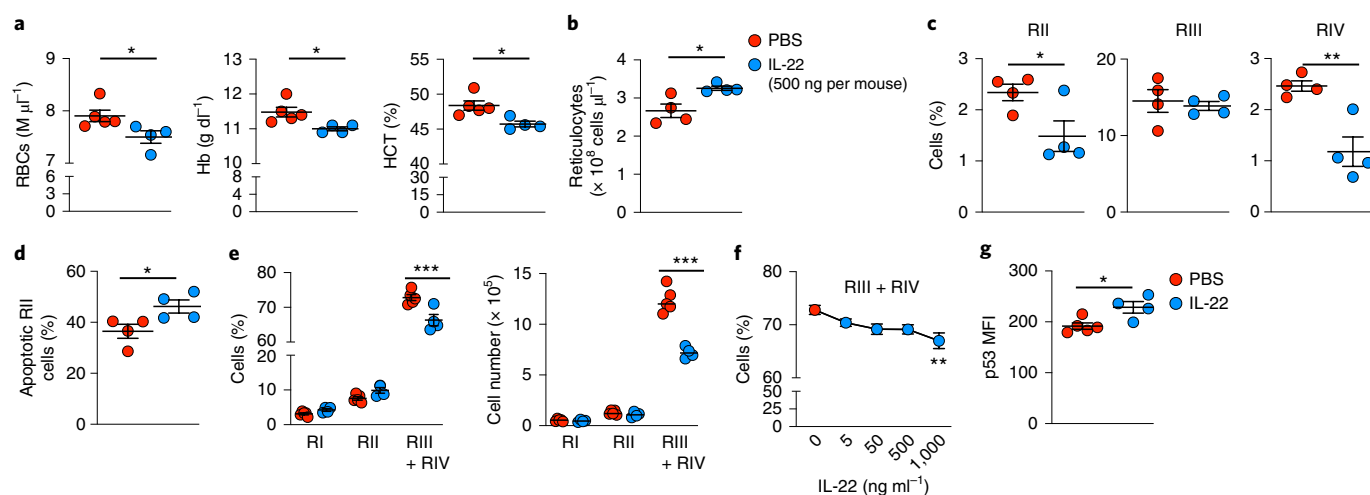 a
RBCs (M μl⁻¹)
9
8
7
6
3
0
*
Hb (g dl⁻¹)
13
12
11
8
4
0
*
HCT (%)
55
50
45
40
30
15
0
*
b
Reticulocytes
(× 10⁸ cells μl⁻¹)
4
3
2
1
0
*
PBS
IL-22
(500 ng per mouse)
c
Cells (%)
RII
3
2
1
0
*
RIII
20
10
0
RIV
3
2
1
0
**
d
Apoptotic RII
cells (%)
60
40
20
0
*
e
Cells (%)
80
70
60
20
10
0
***
RI
RII
RIII
+ RIV
Cell number (× 10⁵)
15
10
5
0
***
RI
RII
RIII
+ RIV
f
RIII + RIV
Cells (%)
80
70
60
50
25
0
**
0
5
50
500
1,000
IL-22 (ng ml⁻¹)
g
p53 MFI
300
200
100
0
*
PBS
IL-22